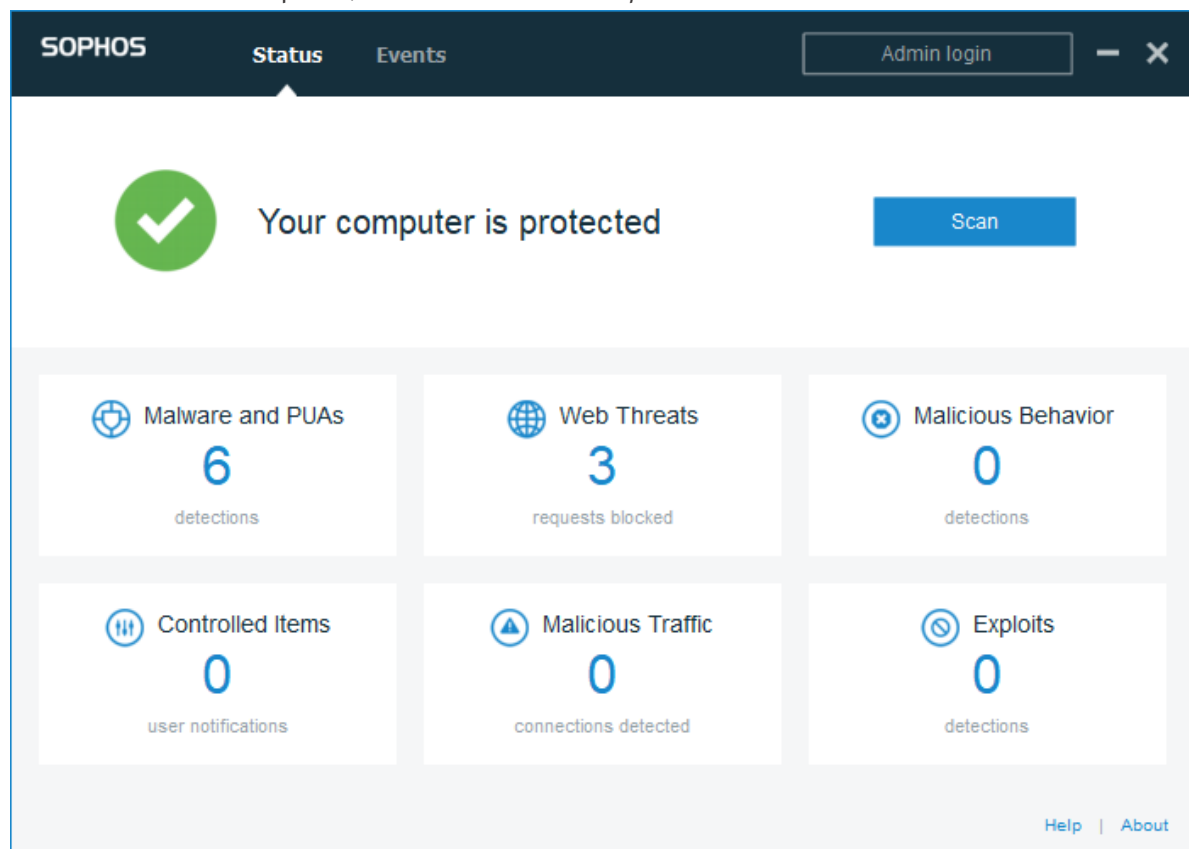 SOPHOS Status Events Admin login
Your computer is protected Scan
Malware and PUAs
6
detections
Web Threats
3
requests blocked
Malicious Behavior
0
detections
Controlled Items
0
user notifications
Malicious Traffic
0
connections detected
Exploits
0
detections
Help | About